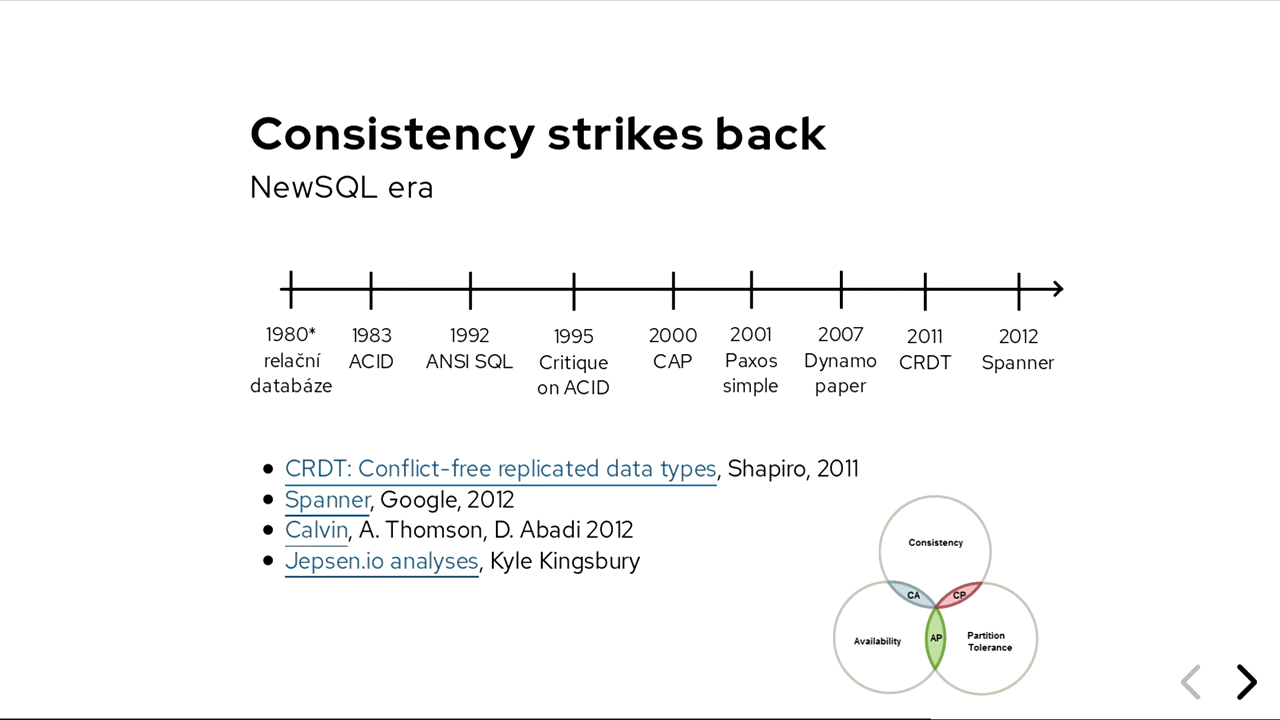 Consistency strikes back
NewSQL era
1980*
relační
databáze
1983
ACID
1992
ANSI SQL
1995
Critique
on ACID
2000
CAP
2001
Paxos
simple
2007
Dynamo
paper
2011
CRDT
2012
Spanner
CRDT: Conflict-free replicated data types, Shapiro, 2011
Spanner, Google, 2012
Calvin, A. Thomson, D. Abadi 2012
Jepsen.io analyses, Kyle Kingsbury
Consistency
CA
CP
Availability
AP
Partition
Tolerance